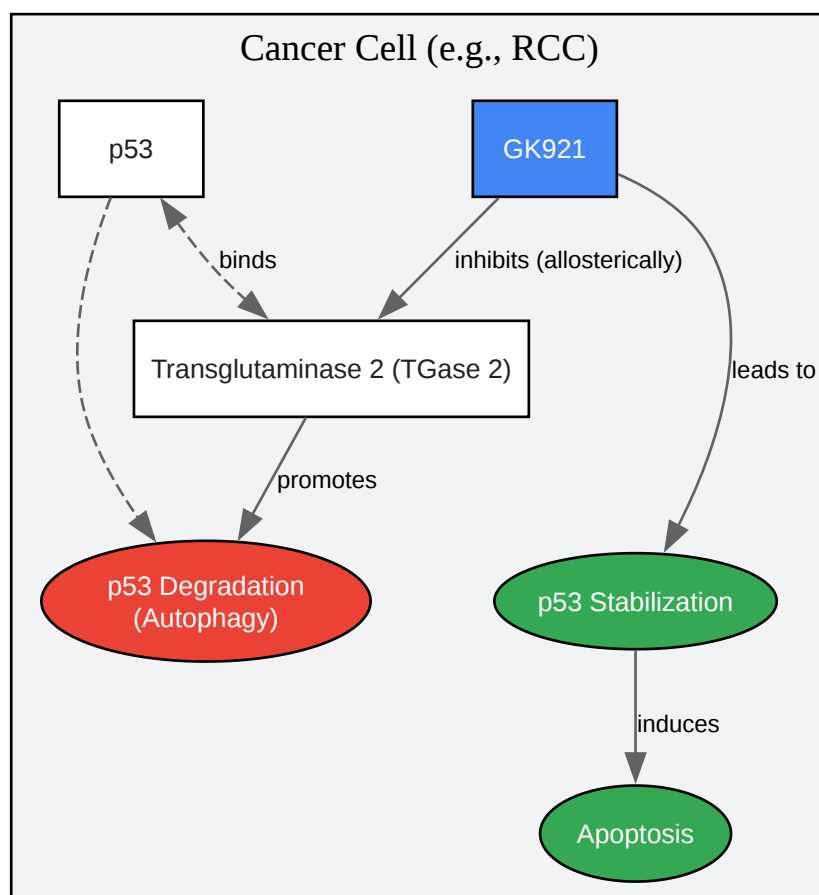 Cancer Cell (e.g., RCC)
p53
GK921
binds
inhibits (allosterically)
Transglutaminase 2 (TGase 2)
leads to
promotes
p53 Degradation
(Autophagy)
p53 Stabilization
induces
Apoptosis